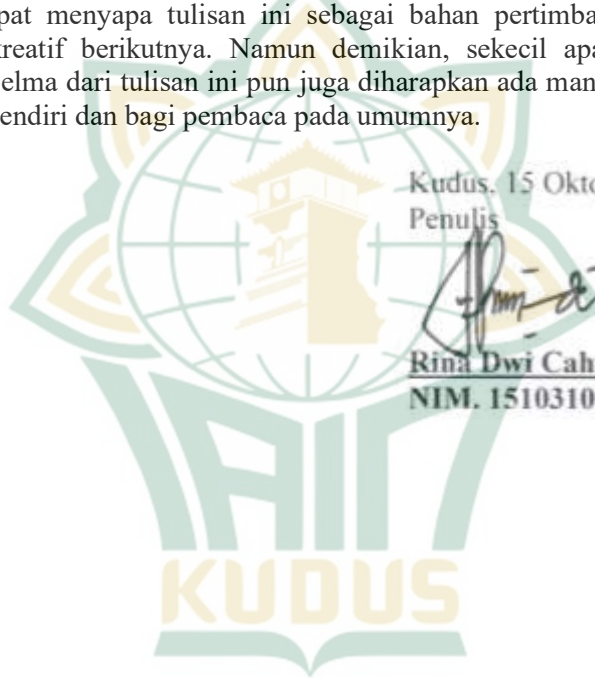 pat menyapa tulisan ini sebagai bahan pertimba
kreatif berikutnya. Namun demikian, sekecil apa
elma dari tulisan ini pun juga diharapkan ada man
endiri dan bagi pembaca pada umumnya.
Kudus, 15 Okto
Penulis
Rina Dwi Cah
NIM. 1510310
IAIN
KUDUS